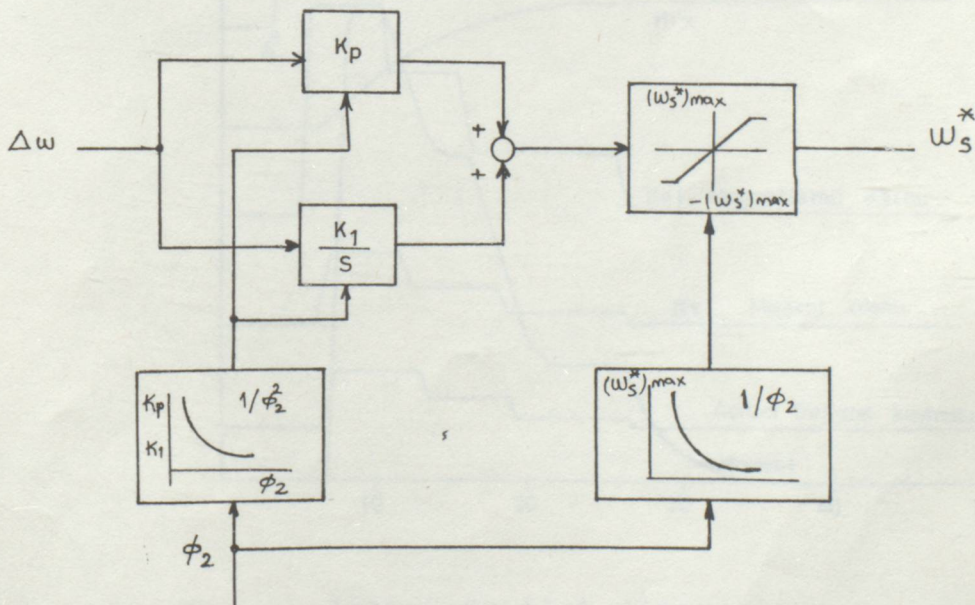 Kp
Δω
+
+
(ωs*)max
-(ωs*)max
ωs*
K1
S
Kp
K1
1/ϕ2²
ϕ2
(ωs*)max
1/ϕ2
ϕ2